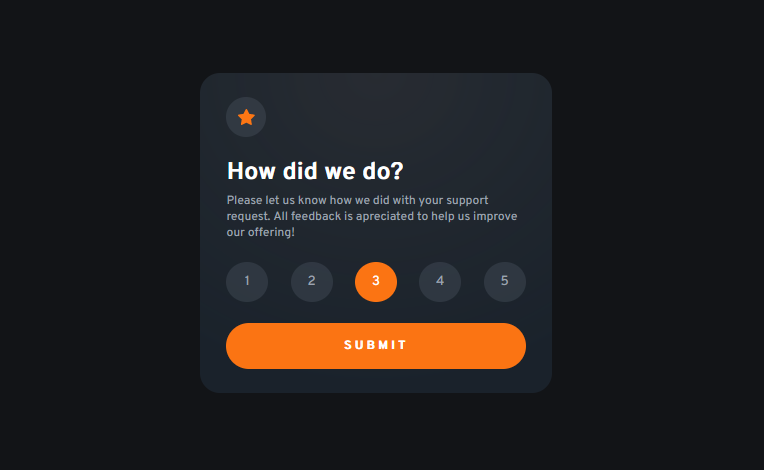 How did we do?
Please let us know how we did with your support
request. All feedback is apreciated to help us improve
our offering!
1 2 3 4 5
SUBMIT